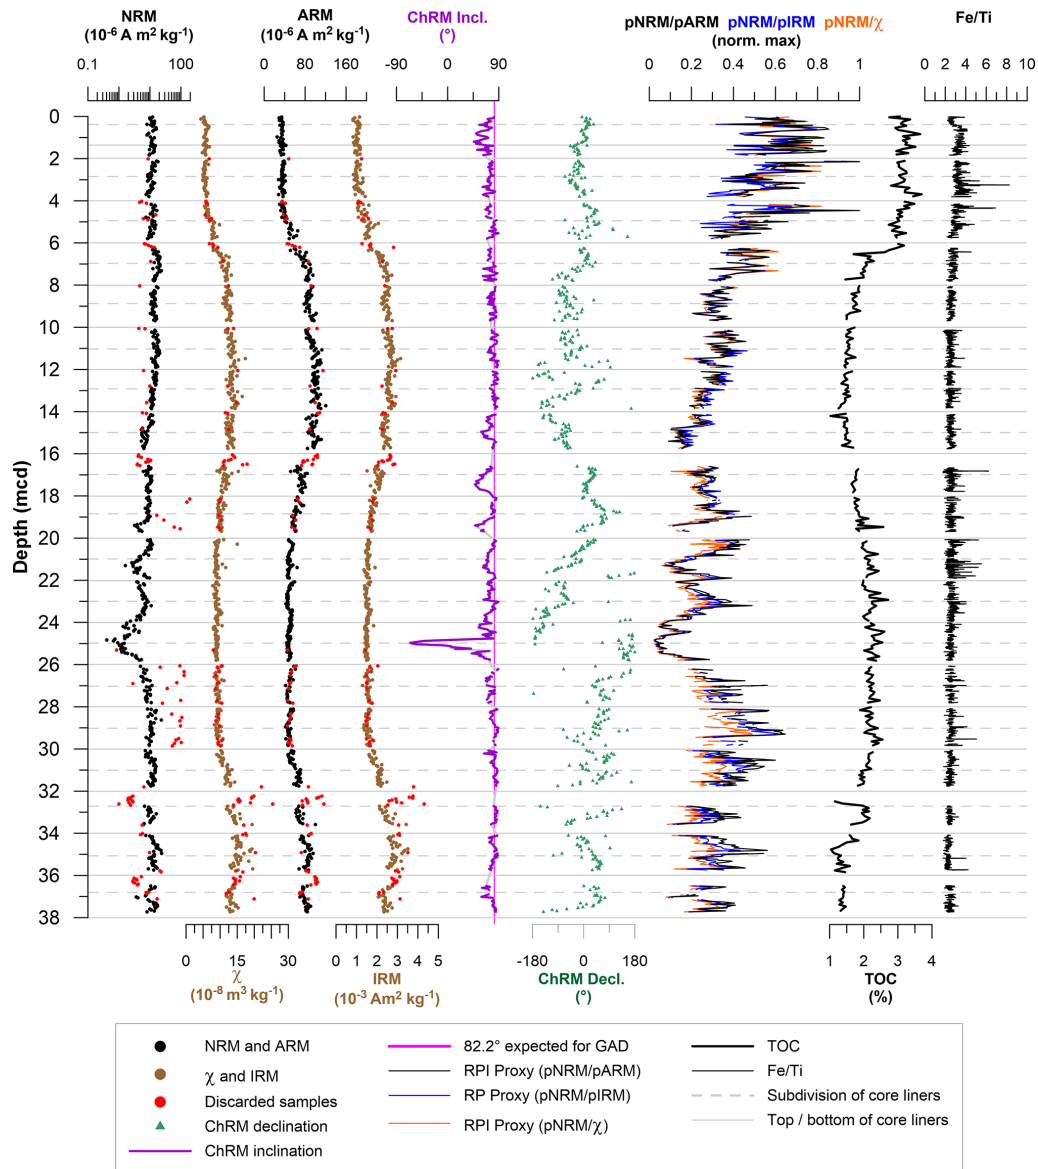 NRM ARM ChRM Incl. pNRM/pARM pNRM/pIRM pNRM/χ Fe/Ti
(10⁻⁶ A m² kg⁻¹) (10⁻⁶ A m² kg⁻¹) (°) (norm. max)
0.1 100 0 80 160 -90 0 90 0 0.2 0.4 0.6 0.8 1 0 2 4 6 8 10
0
2
4
6
8
10
12
14
16
18
20
22
24
26
28
30
32
34
36
38
Depth (mcd)
0 15 30 0 1 2 3 4 5 -180 0 180 1 2 3 4
χ IRM ChRM Decl. TOC
(10⁻⁸ m³ kg⁻¹) (10⁻³ Am² kg⁻¹) (°) (%)
NRM and ARM 82.2° expected for GAD TOC
χ and IRM RPI Proxy (pNRM/pARM) Fe/Ti
Discarded samples RP Proxy (pNRM/pIRM) Subdivision of core liners
ChRM declination RPI Proxy (pNRM/χ) Top / bottom of core liners
ChRM inclination